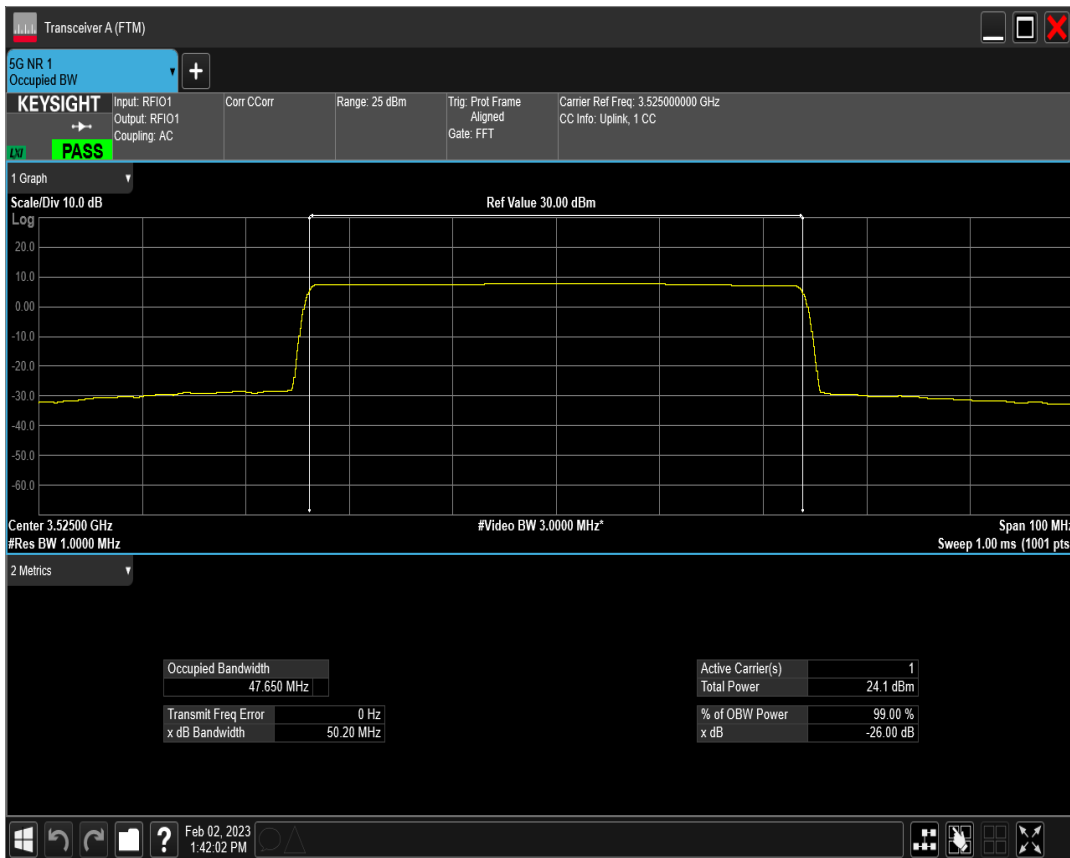 Transceiver A (FTM)
5G NR 1
Occupied BW
+
KEYSIGHT
Input: RFIO1
Output: RFIO1
Coupling: AC
Corr CCorr
Range: 25 dBm
Trig: Prot Frame
Aligned
Gate: FFT
Carrier Ref Freq: 3.525000000 GHz
CC Info: Uplink, 1 CC
LXI
PASS
1 Graph
Scale/Div 10.0 dB
Ref Value 30.00 dBm
Log
20.0
10.0
0.00
-10.0
-20.0
-30.0
-40.0
-50.0
-60.0
Center 3.52500 GHz
#Video BW 3.0000 MHz*
Span 100 MHz
#Res BW 1.0000 MHz
Sweep 1.00 ms (1001 pts
2 Metrics
Occupied Bandwidth
47.650 MHz
Transmit Freq Error 0 Hz
x dB Bandwidth 50.20 MHz
Active Carrier(s) 1
Total Power 24.1 dBm
% of OBW Power 99.00 %
x dB -26.00 dB
?
Feb 02, 2023
1:42:02 PM